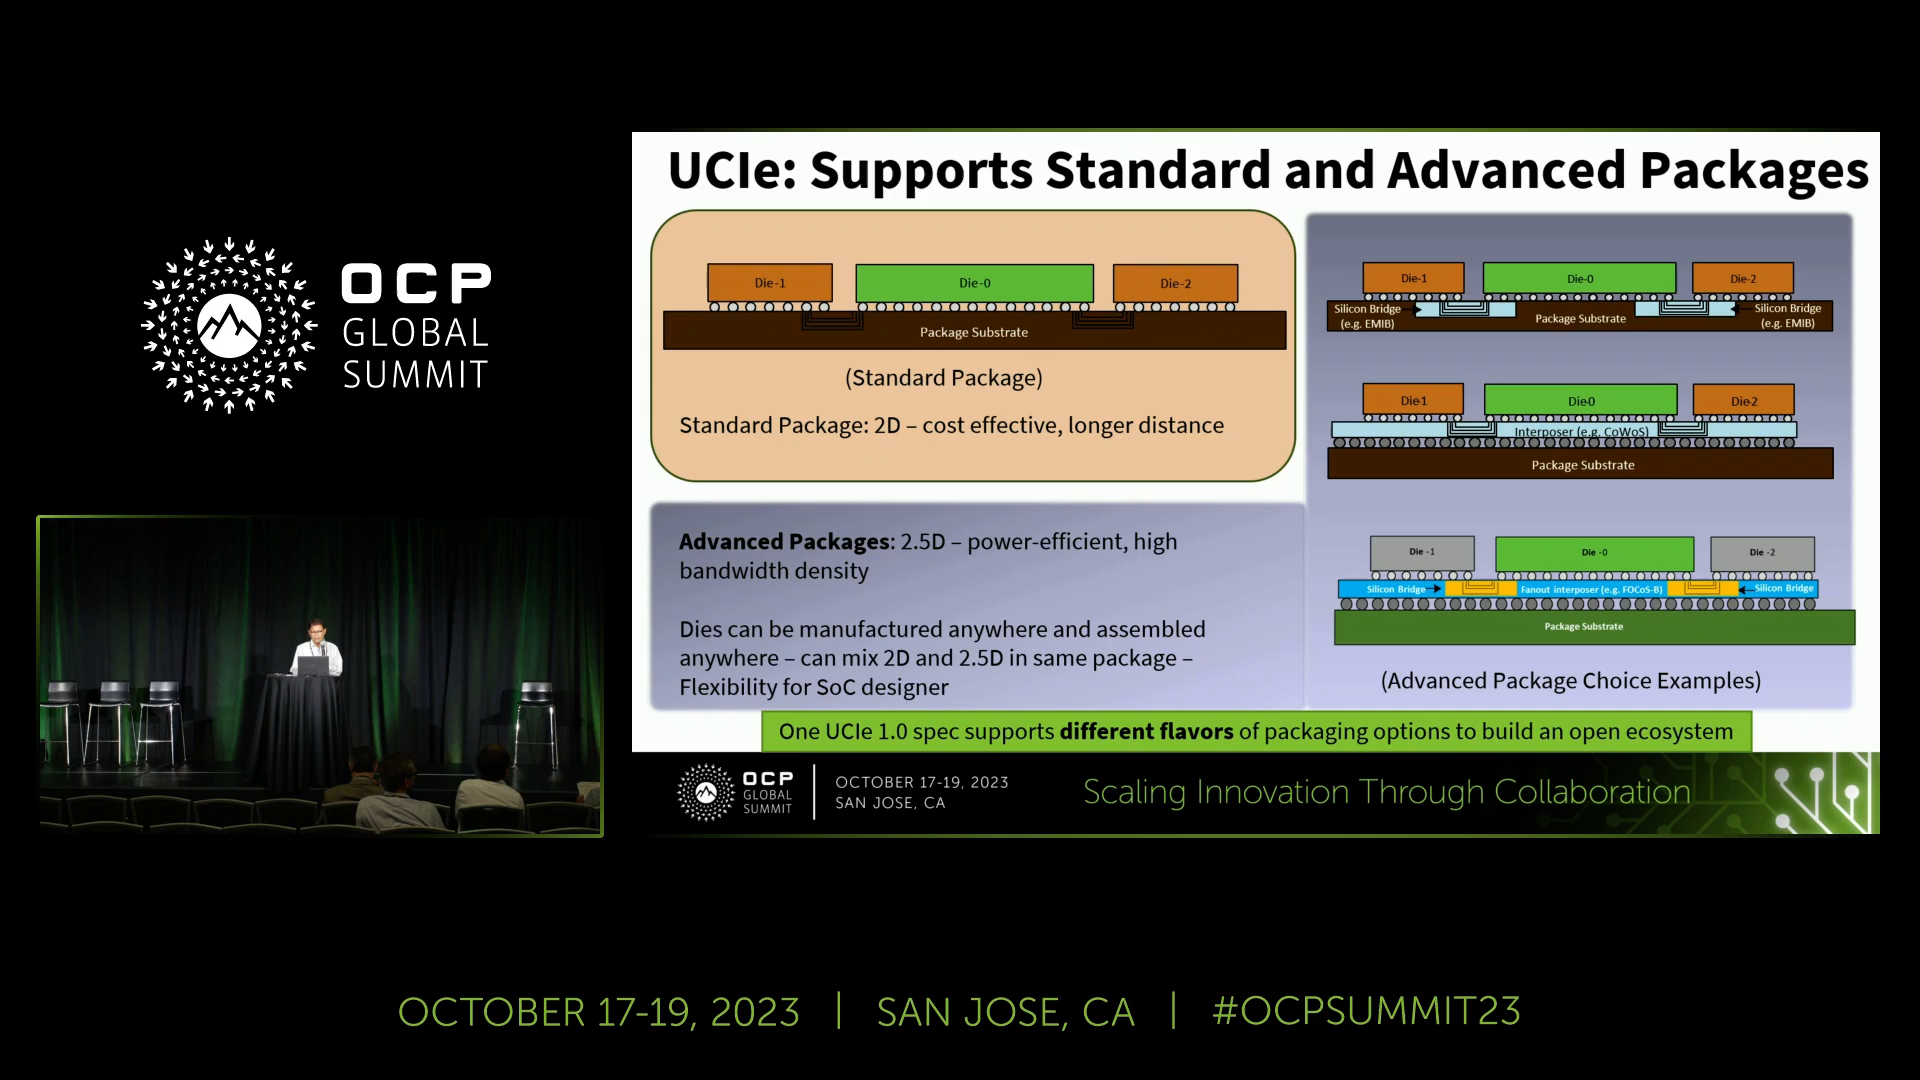 OCP
GLOBAL
SUMMIT
UCIe: Supports Standard and Advanced Packages
Die-1
Die-0
Die-2
Package Substrate
(Standard Package)
Standard Package: 2D – cost effective, longer distance
Advanced Packages: 2.5D – power-efficient, high
bandwidth density
Dies can be manufactured anywhere and assembled
anywhere – can mix 2D and 2.5D in same package –
Flexibility for SoC designer
Die-1
Die-0
Die-2
Silicon Bridge
(e.g. EMIB)
Package Substrate
Silicon Bridge
(e.g. EMIB)
Die-1
Die-0
Die-2
Interposer (e.g. CoWoS)
Package Substrate
Die -1
Die -0
Die -2
Silicon Bridge
Fanout interposer (e.g. FOCoS-B)
Silicon Bridge
Package Substrate
(Advanced Package Choice Examples)
One UCIe 1.0 spec supports different flavors of packaging options to build an open ecosystem
OCP
GLOBAL
SUMMIT
OCTOBER 17-19, 2023
SAN JOSE, CA
Scaling Innovation Through Collaboration
OCTOBER 17-19, 2023 | SAN JOSE, CA | #OCPSUMMIT23